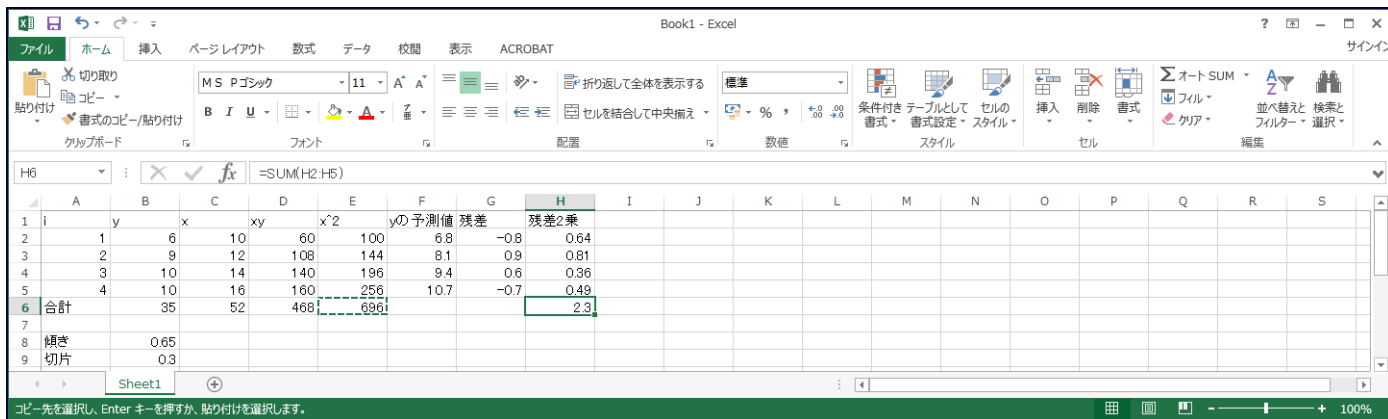 Book1 - Excel
サインイン
ファイル ホーム 挿入 ページ レイアウト 数式 データ 校閲 表示 ACROBAT
貼り付け
切り取り
コピー
書式のコピー/貼り付け
クリップボード
MS Pゴシック 11
B I U
フォント
折り返して全体を表示する
セルを結合して中央揃え
配置
標準
%
数値
条件付き書式
テーブルとして書式設定
セルのスタイル
スタイル
挿入 削除 書式
セル
オート SUM
フィル
クリア
並べ替えとフィルター
検索と選択
編集
H6 fx =SUM(H2:H5)
A B C D E F G H I J K L M N O P Q R S
1 i y x xy x^2 yの予測値 残差 残差2乗
2 1 6 10 60 100 6.8 -0.8 0.64
3 2 9 12 108 144 8.1 0.9 0.81
4 3 10 14 140 196 9.4 0.6 0.36
5 4 10 16 160 256 10.7 -0.7 0.49
6 合計 35 52 468 696 2.3
7
8 傾き 0.65
9 切片 0.3
Sheet1
コピー先を選択し、Enter キーを押すか、貼り付けを選択します。
100%